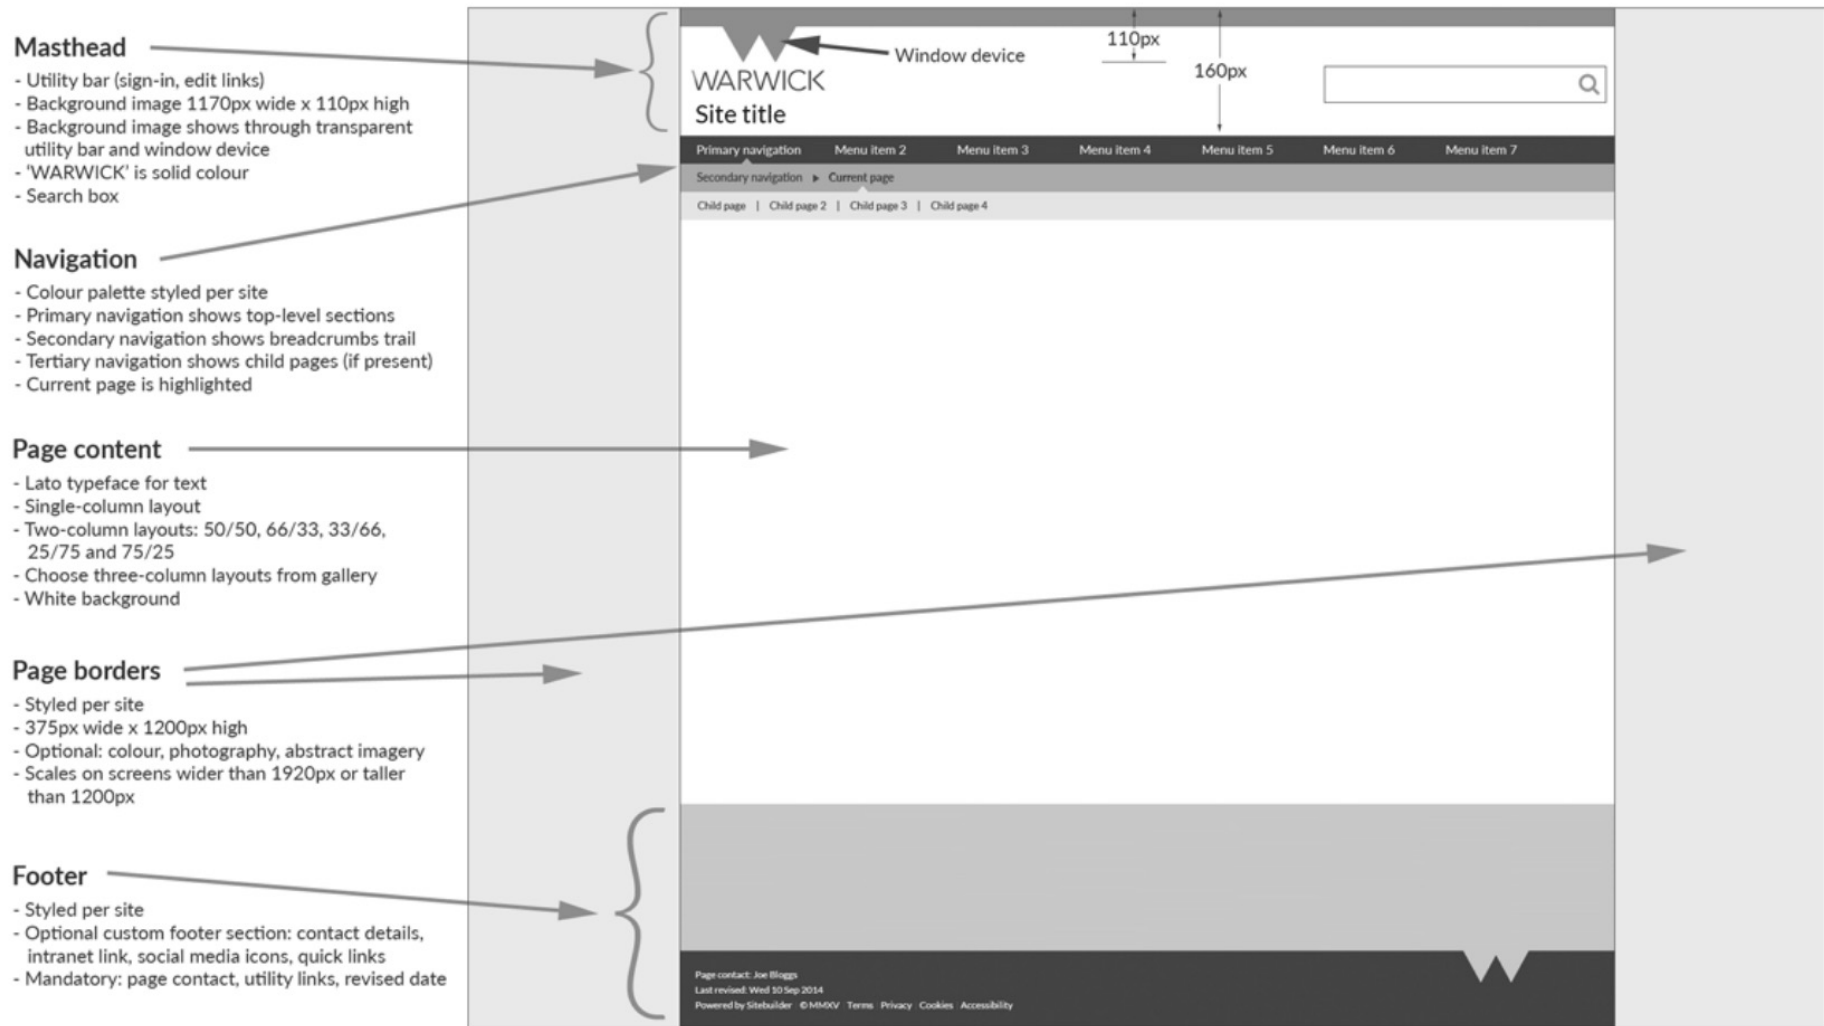 Masthead
- Utility bar (sign-in, edit links)
- Background image 1170px wide x 110px high
- Background image shows through transparent
utility bar and window device
- 'WARWICK' is solid colour
- Search box
Navigation
- Colour palette styled per site
- Primary navigation shows top-level sections
- Secondary navigation shows breadcrumbs trail
- Tertiary navigation shows child pages (if present)
- Current page is highlighted
Page content
- Lato typeface for text
- Single-column layout
- Two-column layouts: 50/50, 66/33, 33/66,
25/75 and 75/25
- Choose three-column layouts from gallery
- White background
Page borders
- Styled per site
- 375px wide x 1200px high
- Optional: colour, photography, abstract imagery
- Scales on screens wider than 1920px or taller
than 1200px
Footer
- Styled per site
- Optional custom footer section: contact details,
intranet link, social media icons, quick links
- Mandatory: page contact, utility links, revised date
Window device
110px
160px
WARWICK
Site title
Primary navigation Menu item 2 Menu item 3 Menu item 4 Menu item 5 Menu item 6 Menu item 7
Secondary navigation Current page
Child page | Child page 2 | Child page 3 | Child page 4
Page contact: Joe Bloggs
Last revised: Wed 10 Sep 2014
Powered by Sitebuilder © MMXV Terms Privacy Cookies Accessibility